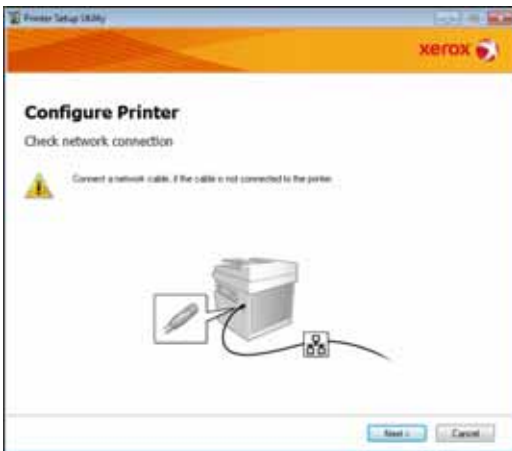 Printer Setup Utility
xerox
Configure Printer
Check network connection
Connect a network cable, if the cable is not connected to the printer.
Next >
Cancel